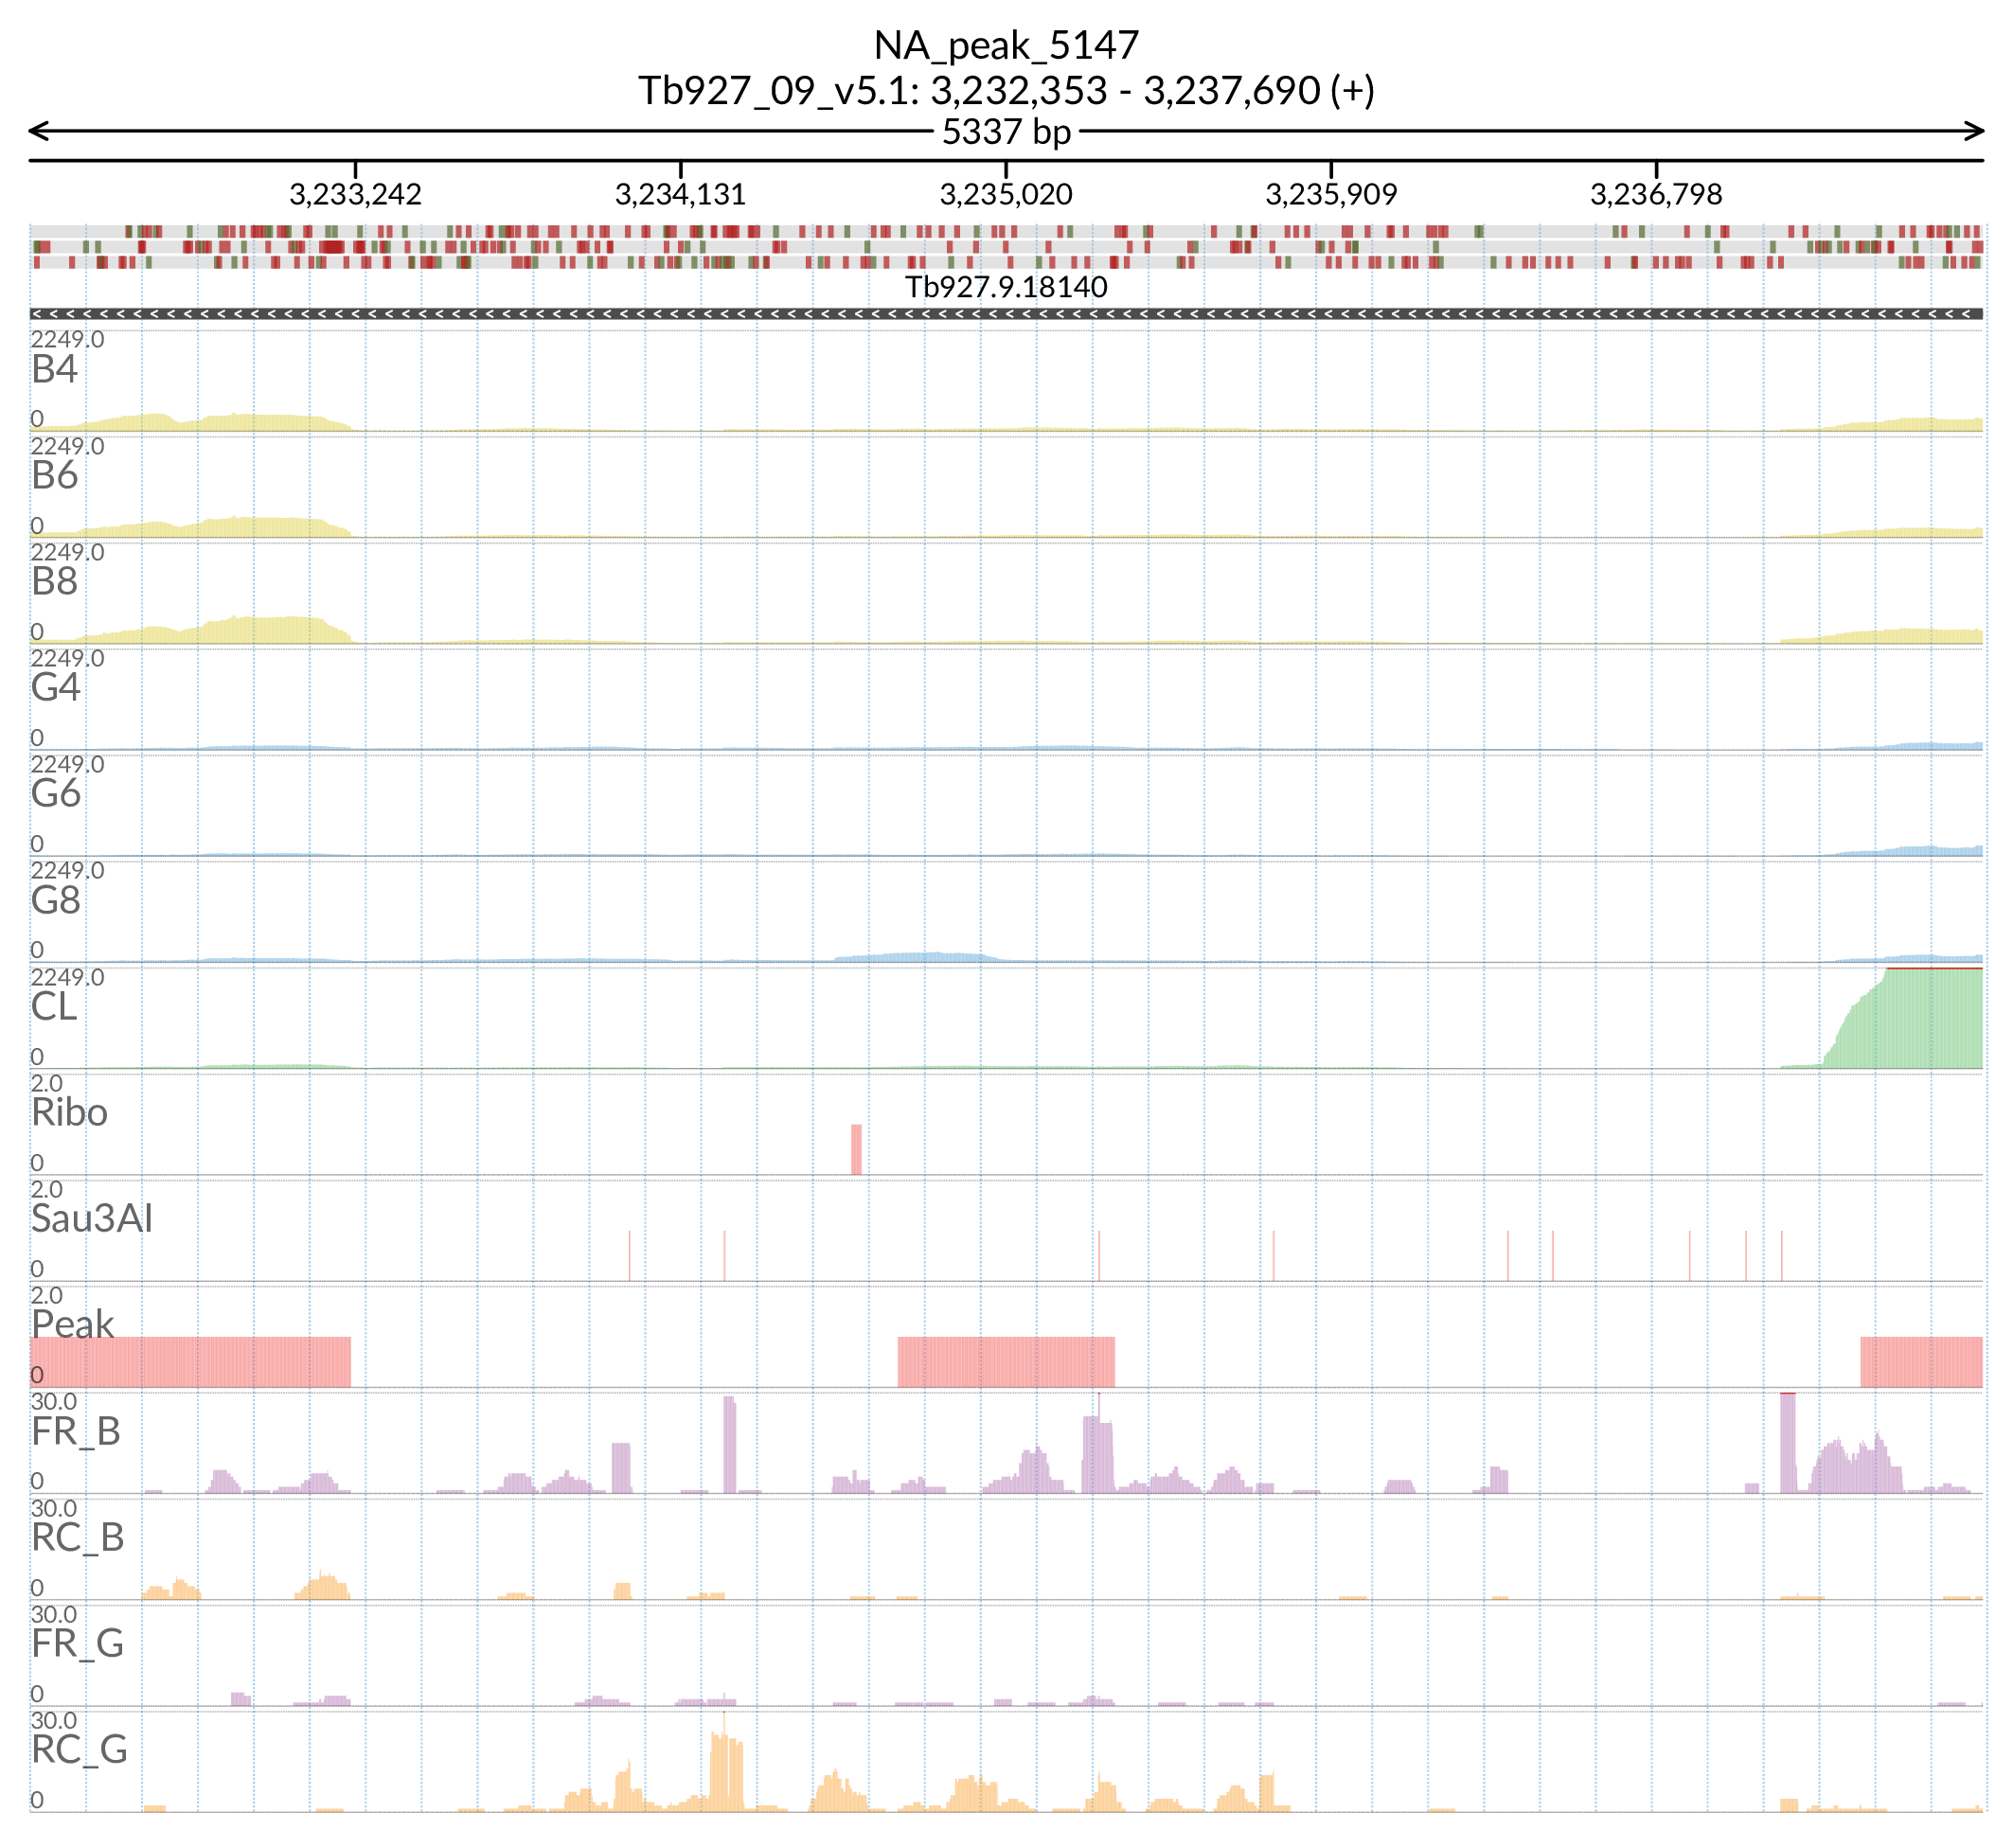 NA_peak_5147
Tb927_09_v5.1: 3,232,353 - 3,237,690 (+)
5337 bp
3,233,242 3,234,131 3,235,020 3,235,909 3,236,798
Tb927.9.18140
2249.0
B4
0
2249.0
B6
0
2249.0
B8
0
2249.0
G4
0
2249.0
G6
0
2249.0
G8
0
2249.0
CL
0
2.0
Ribo
0
2.0
Sau3AI
0
2.0
Peak
0
30.0
FR_B
0
30.0
RC_B
0
30.0
FR_G
0
30.0
RC_G
0